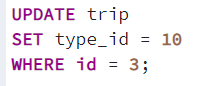 UPDATE trip
SET type_id = 10
WHERE id = 3;